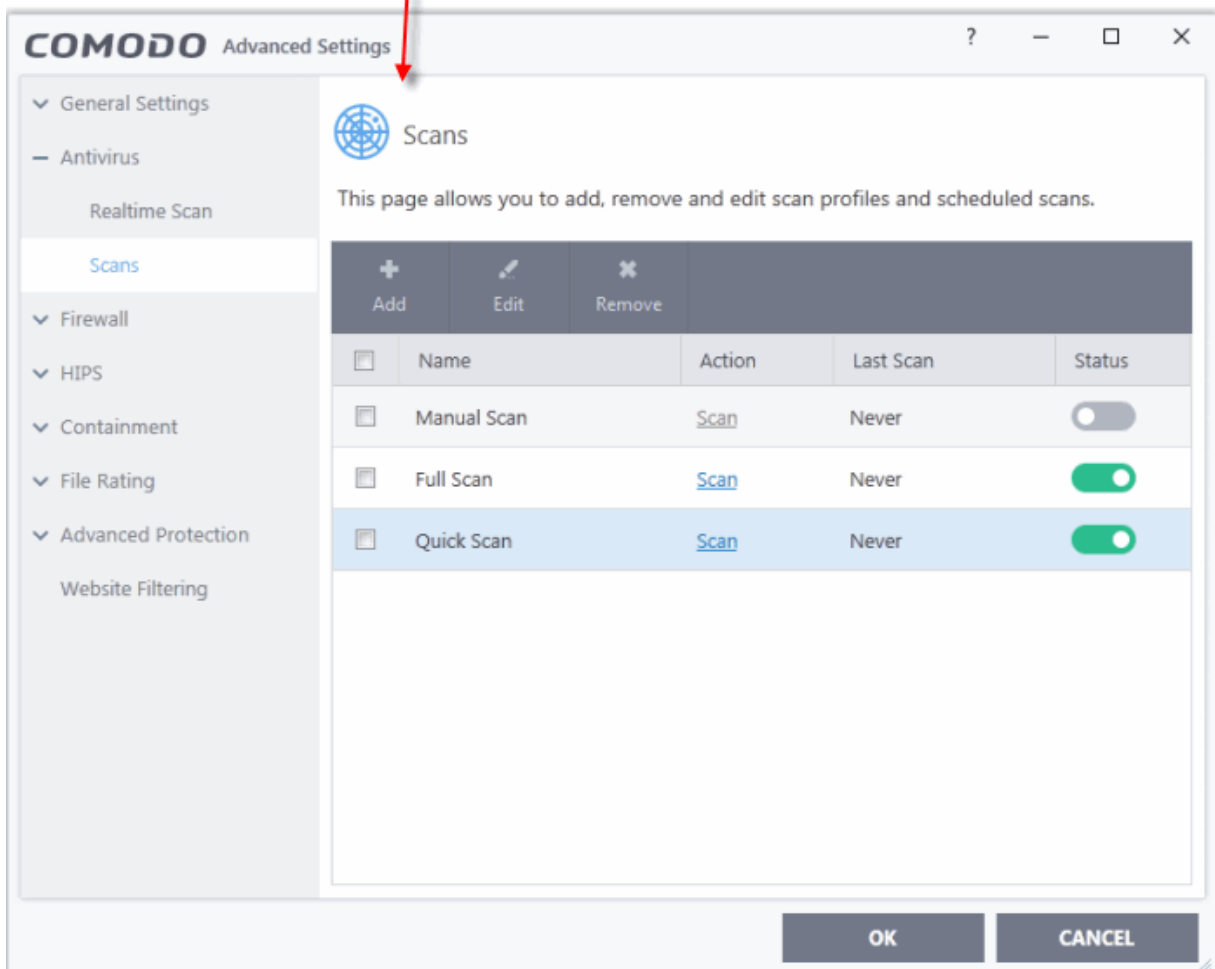 COMODO Advanced Settings ?
General Settings
Antivirus
Realtime Scan
Scans
Firewall
HIPS
Containment
File Rating
Advanced Protection
Website Filtering
Scans
This page allows you to add, remove and edit scan profiles and scheduled scans.
Add Edit Remove
Name Action Last Scan Status
Manual Scan Scan Never
Full Scan Scan Never
Quick Scan Scan Never
OK CANCEL